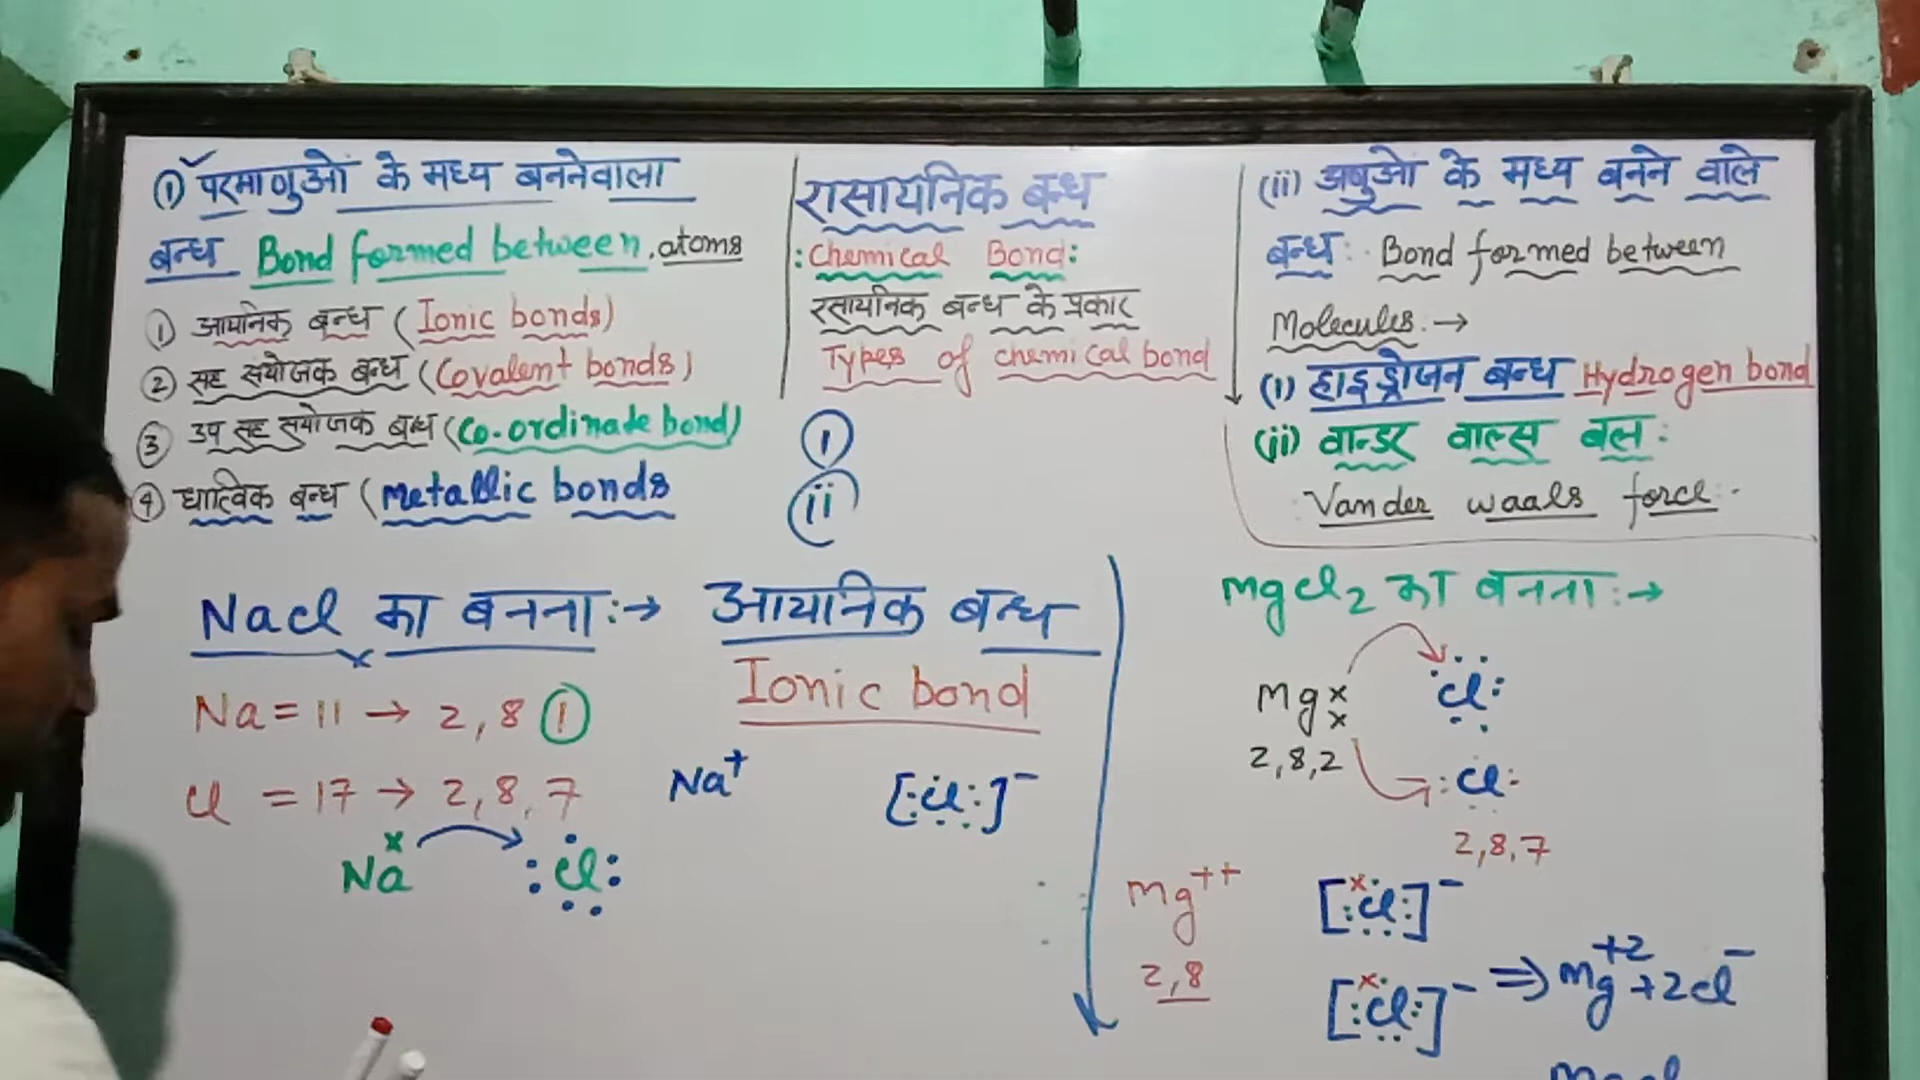 ① परमाणुओं के मध्य बननेवाला
बन्ध Bond formed between atoms
① आयनिक बन्ध (Ionic bonds)
② सह संयोजक बन्ध (Covalent bonds)
③ उप सह संयोजक बन्ध (Co-ordinate bond)
④ धात्विक बन्ध (Metallic bonds
रासायनिक बन्ध
:Chemical Bond:
रसायनिक बन्ध के प्रकार
Types of chemical bond
(i)
(ii)
(ii) अणुओं के मध्य बनने वाले
बन्ध: Bond formed between
Molecules. →
(i) हाइड्रोजन बन्ध Hydrogen bond
(ii) वान्डर वाल्स बल:
Vander waals force.
NaCl का बनना:→ आयानिक बन्ध
Ionic bond
Na = 11 → 2, 8 ①
Cl = 17 → 2, 8, 7
Na⁺ [:Cl:]⁻
Naˣ :Cl:
MgCl₂ का बनना:→
Mg ˣₓ Cl:
2,8,2 :Cl:
2,8,7
Mg⁺⁺ [:Cl:]⁻
2,8 [:Cl:]⁻ ⇒ Mg⁺² + 2Cl⁻